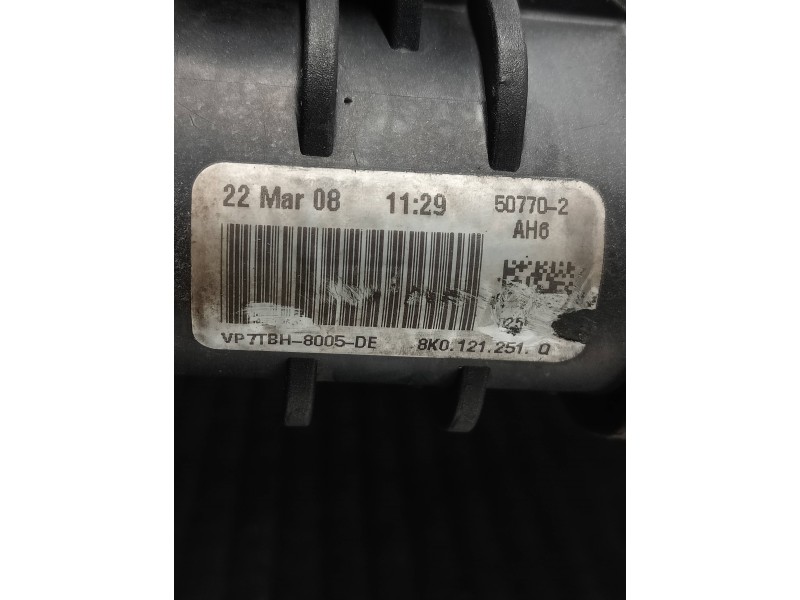 22 Mar 08 11:29 50770-2
AH6
VP7TBH-8005-DE 8K0.121.251. Q